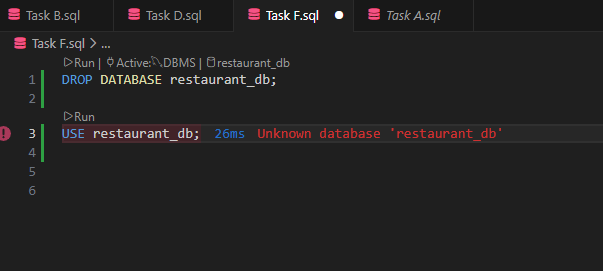 Task B.sql Task D.sql Task F.sql Task A.sql
Task F.sql > ...
Run | Active: DBMS | restaurant_db
1 DROP DATABASE restaurant_db;
2
Run
3 USE restaurant_db; 26ms Unknown database 'restaurant_db'
4
5
6